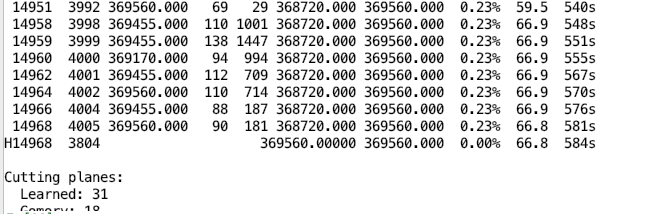 14951 3992 369560.000 69 29 368720.000 369560.000 0.23% 59.5 540s
14958 3998 369455.000 110 1001 368720.000 369560.000 0.23% 66.9 548s
14959 3999 369455.000 138 1447 368720.000 369560.000 0.23% 66.9 551s
14960 4000 369170.000 94 994 368720.000 369560.000 0.23% 66.9 555s
14962 4001 369455.000 112 709 368720.000 369560.000 0.23% 66.9 567s
14964 4002 369560.000 110 714 368720.000 369560.000 0.23% 66.9 570s
14966 4004 369455.000 88 187 368720.000 369560.000 0.23% 66.9 576s
14968 4005 369560.000 90 181 368720.000 369560.000 0.23% 66.8 581s
H14968 3804 369560.00000 369560.000 0.00% 66.8 584s
Cutting planes:
Learned: 31
Gomory: 18